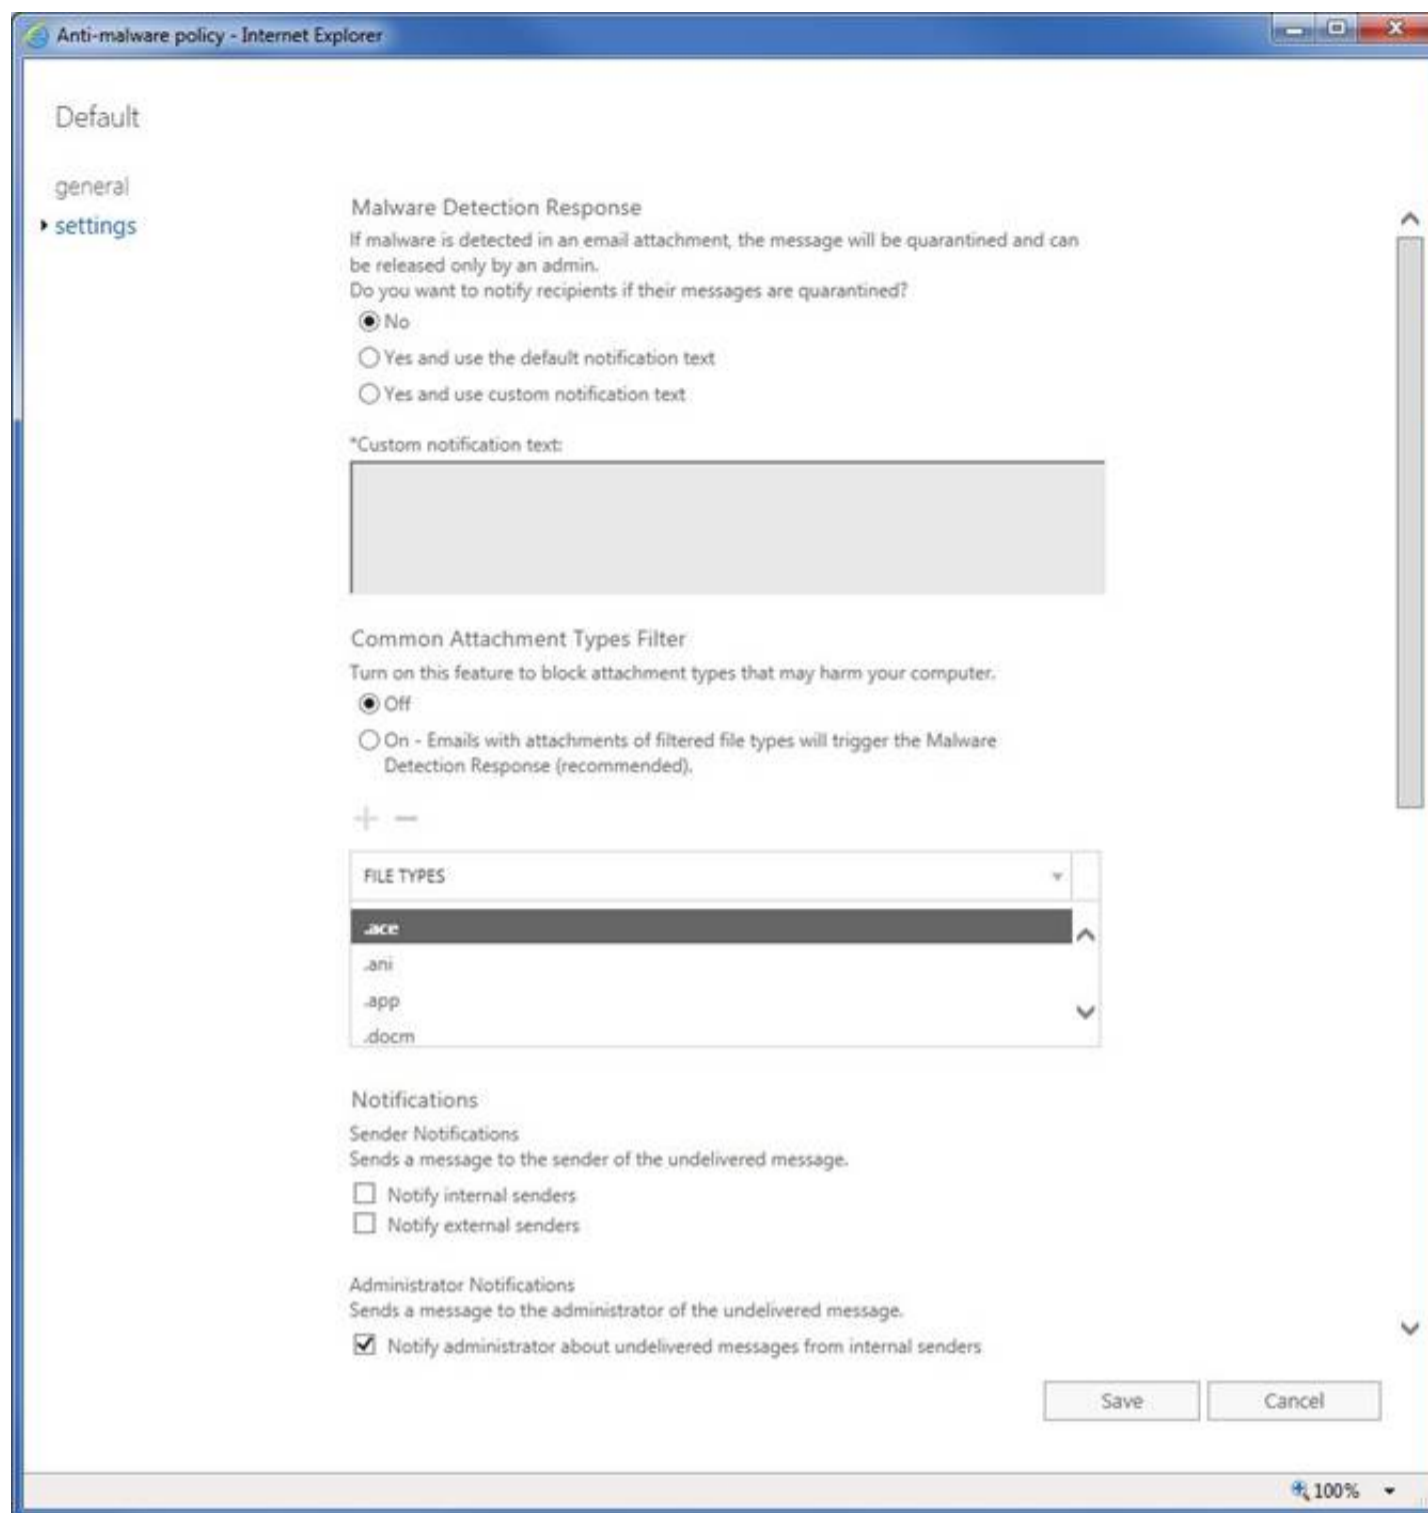 Anti-malware policy - Internet Explorer
Default
general
settings
Malware Detection Response
If malware is detected in an email attachment, the message will be quarantined and can
be released only by an admin.
Do you want to notify recipients if their messages are quarantined?
No
Yes and use the default notification text
Yes and use custom notification text
*Custom notification text:
Common Attachment Types Filter
Turn on this feature to block attachment types that may harm your computer.
Off
On - Emails with attachments of filtered file types will trigger the Malware
Detection Response (recommended).
FILE TYPES
.ace
.ani
.app
.docm
Notifications
Sender Notifications
Sends a message to the sender of the undelivered message.
Notify internal senders
Notify external senders
Administrator Notifications
Sends a message to the administrator of the undelivered message.
Notify administrator about undelivered messages from internal senders
Save
Cancel
100%